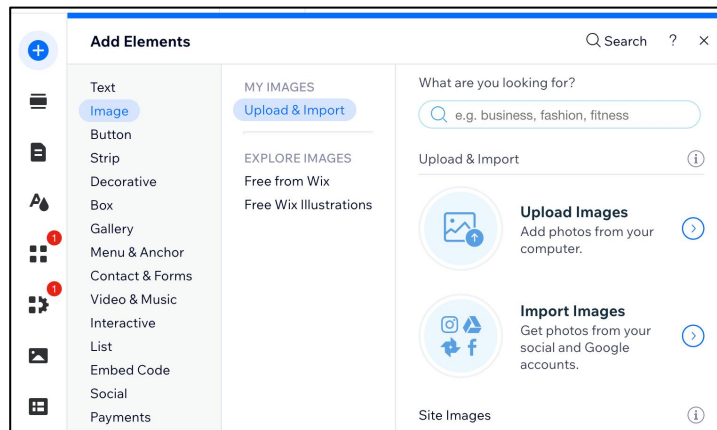 Add Elements
Search ? ×
Text
Image
Button
Strip
Decorative
Box
Gallery
Menu & Anchor
Contact & Forms
Video & Music
Interactive
List
Embed Code
Social
Payments
MY IMAGES
Upload & Import
EXPLORE IMAGES
Free from Wix
Free Wix Illustrations
What are you looking for?
e.g. business, fashion, fitness
Upload & Import
Upload Images
Add photos from your
computer.
Import Images
Get photos from your
social and Google
accounts.
Site Images
1
1